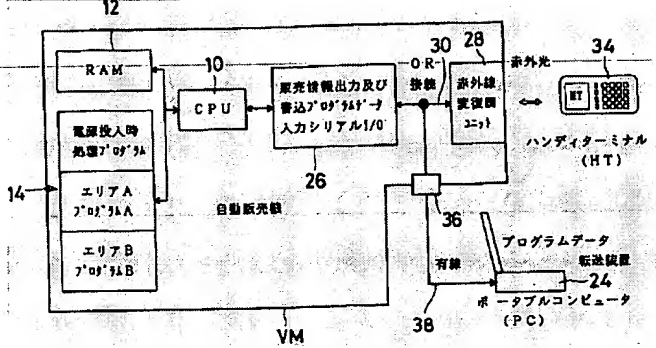 12
RAM
10
CPU
電源投入時
処理プログラム
14
エリアA
プログラムA
エリアB
プログラムB
販売情報出力及び
書込プログラムデータ
入力シリアルI/O
26
自動販売機
OR
接続
30
28
赤外線
変復調
ユニット
赤外光
34
HT
ハンディターミナル
(HT)
36
有線
38
プログラムデータ
転送装置
24
ポータブルコンピュータ
(PC)
VM